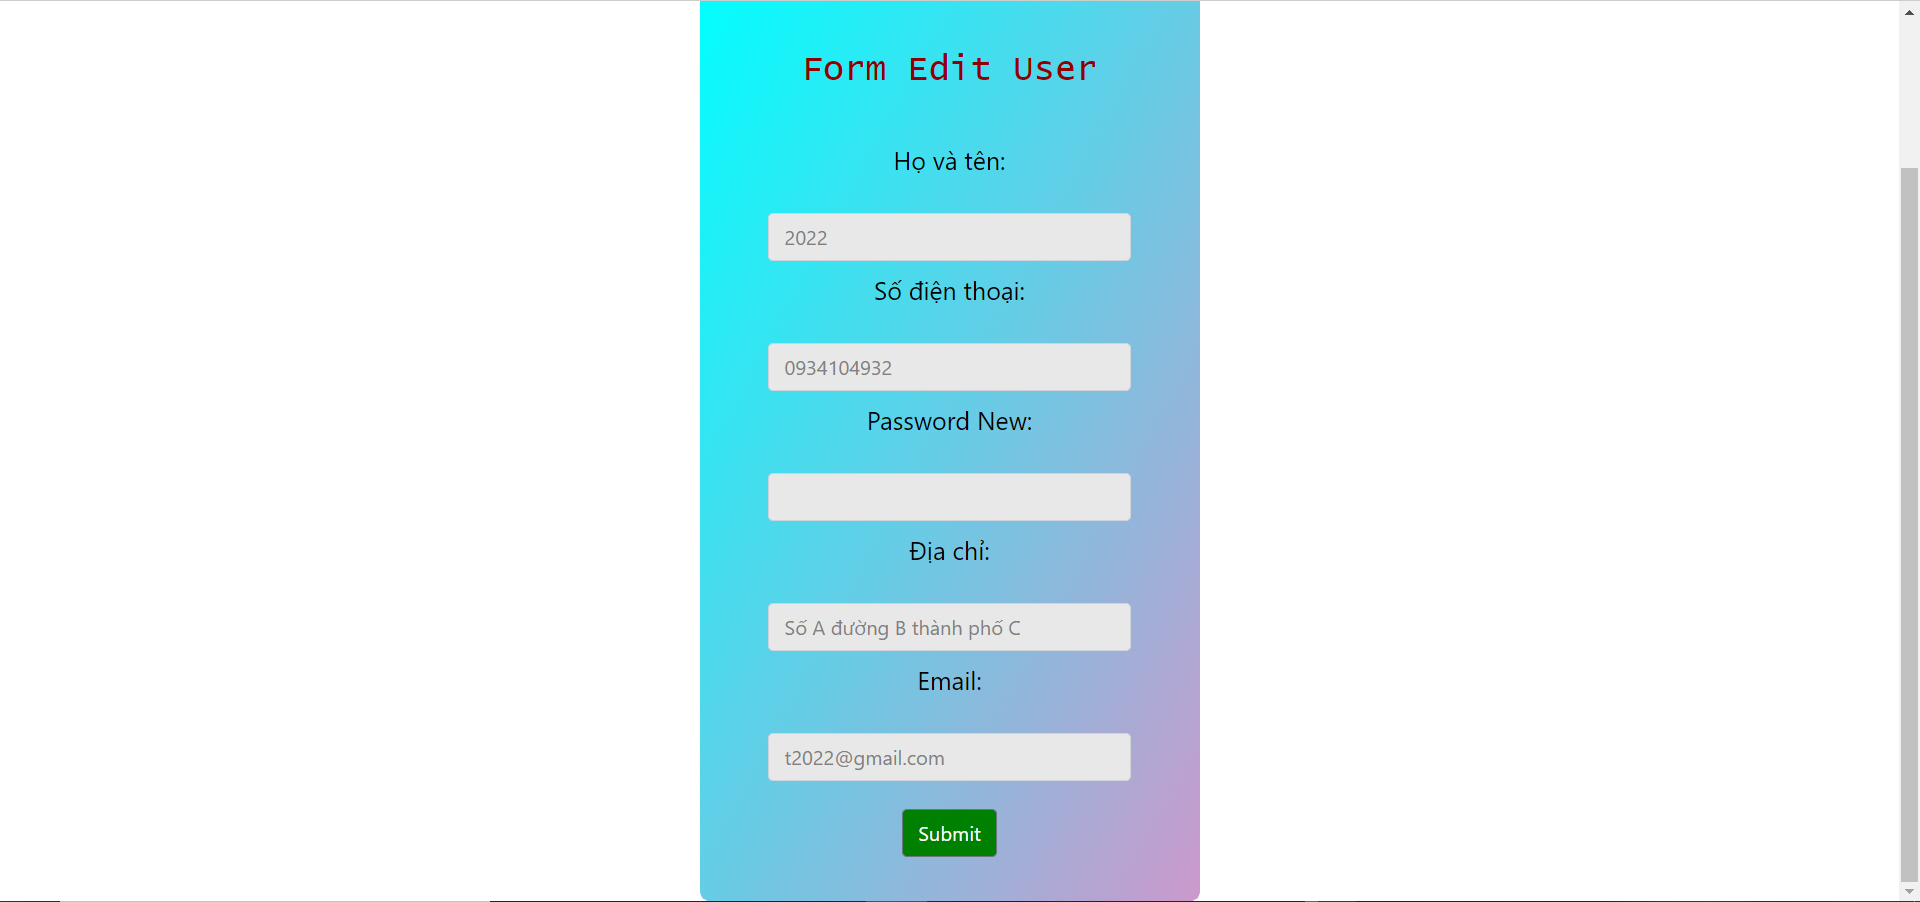 Form Edit User
Họ và tên:
2022
Số điện thoại:
0934104932
Password New:
Địa chỉ:
Số A đường B thành phố C
Email:
t2022@gmail.com
Submit